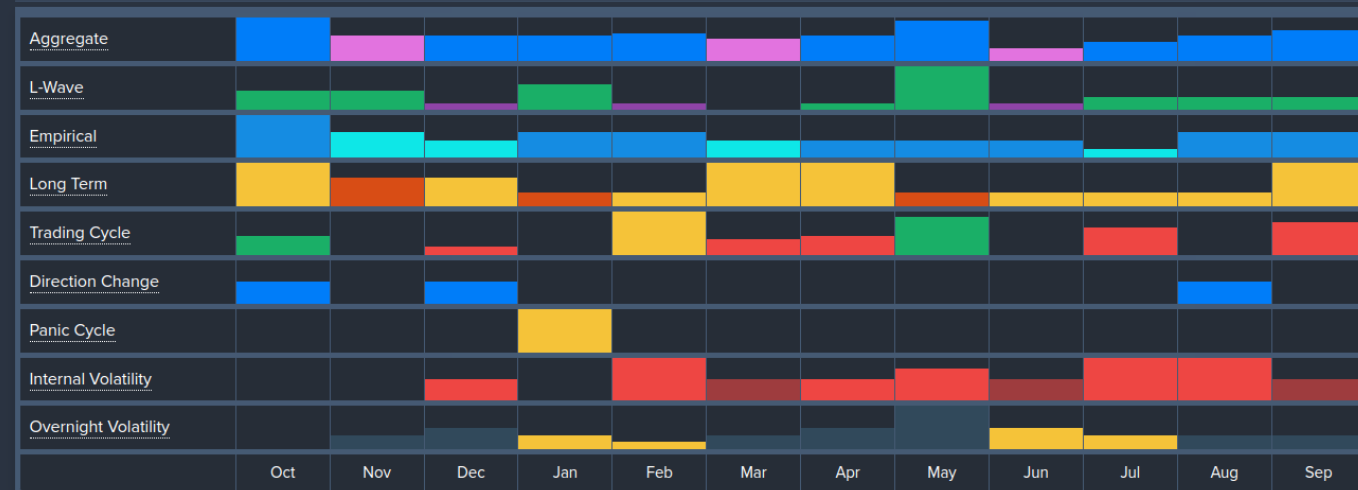 Aggregate
L-Wave
Empirical
Long Term
Trading Cycle
Direction Change
Panic Cycle
Internal Volatility
Overnight Volatility
Oct Nov Dec Jan Feb Mar Apr May Jun Jul Aug Sep